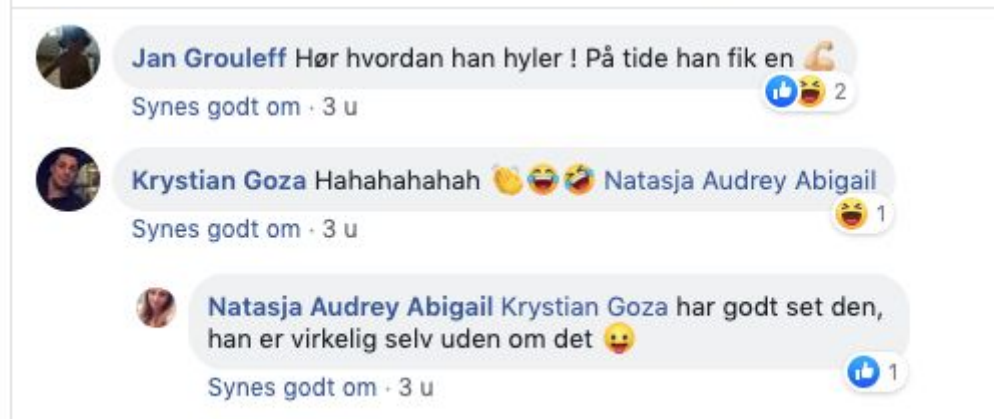 Jan Grouleff Hør hvordan han hyler ! På tide han fik en 💪🏻
2
Synes godt om · 3 u
Krystian Goza Hahahahahah 👏😂🤣 Natasja Audrey Abigail
1
Synes godt om · 3 u
Natasja Audrey Abigail Krystian Goza har godt set den,
han er virkelig selv uden om det 😛
1
Synes godt om · 3 u